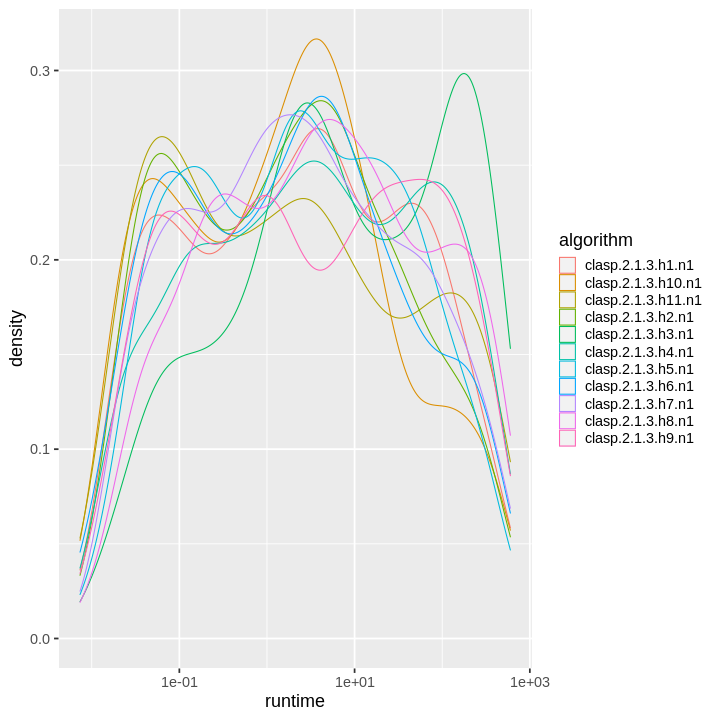 0.3
0.2
0.1
0.0
density
1e-01
1e+01
1e+03
runtime
algorithm
clasp.2.1.3.h1.n1
clasp.2.1.3.h10.n1
clasp.2.1.3.h11.n1
clasp.2.1.3.h2.n1
clasp.2.1.3.h3.n1
clasp.2.1.3.h4.n1
clasp.2.1.3.h5.n1
clasp.2.1.3.h6.n1
clasp.2.1.3.h7.n1
clasp.2.1.3.h8.n1
clasp.2.1.3.h9.n1